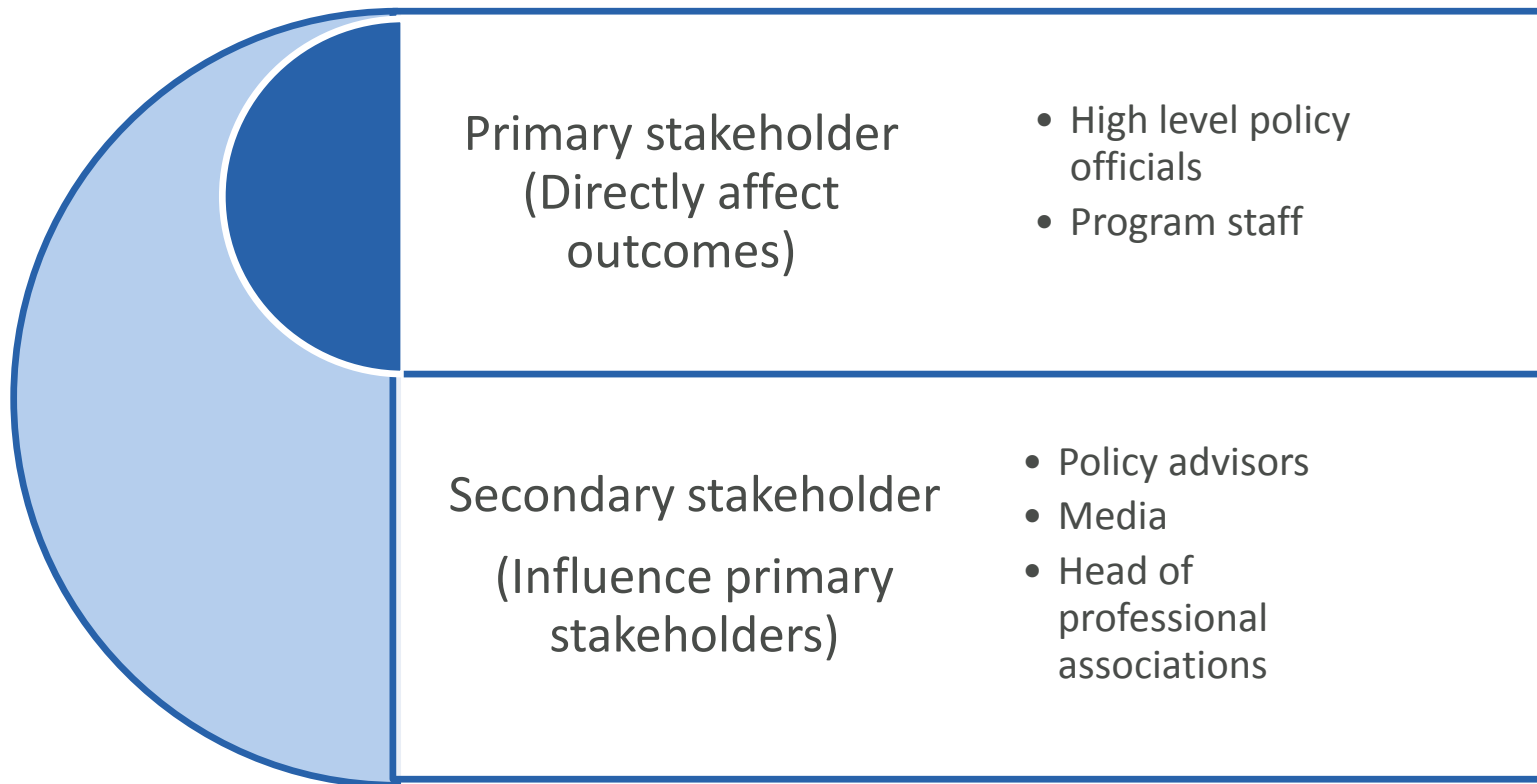 Primary stakeholder
(Directly affect
outcomes)
• High level policy
officials
• Program staff
Secondary stakeholder
(Influence primary
stakeholders)
• Policy advisors
• Media
• Head of
professional
associations